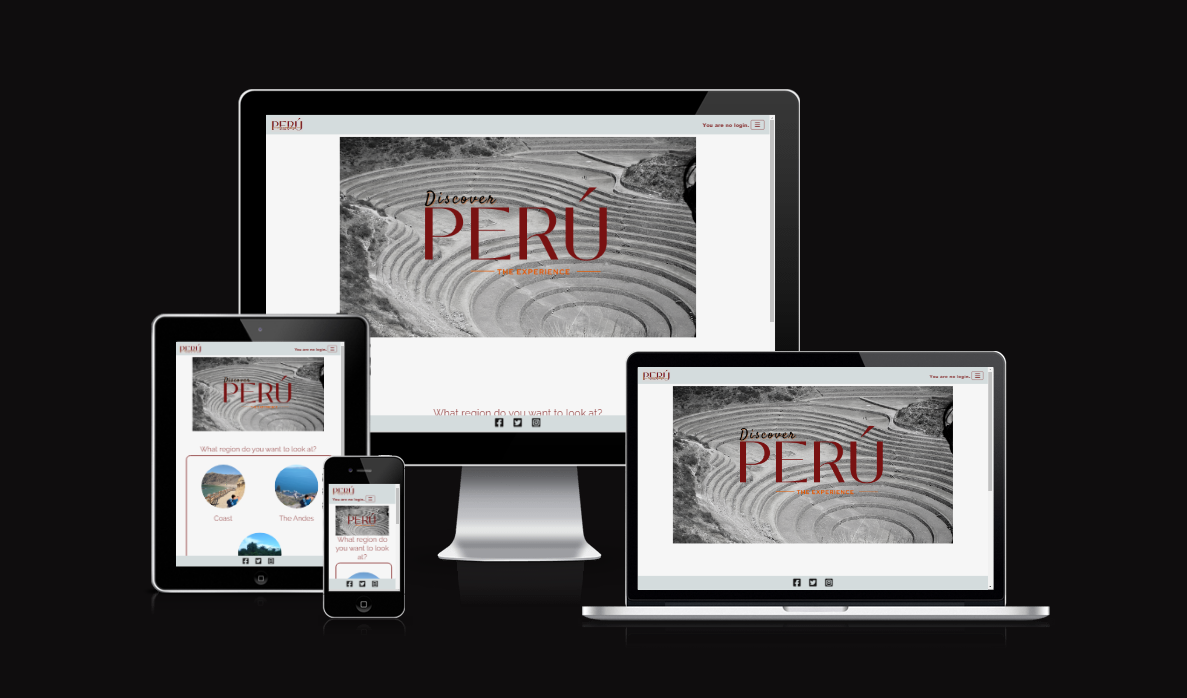 PERÚ
You are no login.
Discover
PERÚ
THE EXPERIENCE
What region do you want to look at?
PERÚ
You are no login.
Discover
PERÚ
What region do you want to look at?
Coast
The Andes
PERÚ
You are no login.
PERÚ
What region do
you want to look
at?
PERÚ
You are no login.
Discover
PERÚ
THE EXPERIENCE